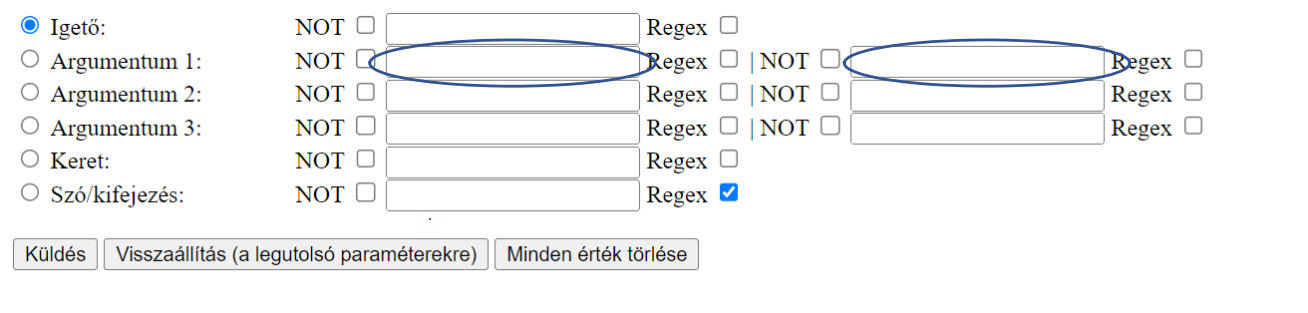 Igető: NOT Regex
Argumentum 1: NOT Regex | NOT Regex
Argumentum 2: NOT Regex | NOT Regex
Argumentum 3: NOT Regex | NOT Regex
Keret: NOT Regex
Szó/kifejezés: NOT Regex
Küldés Visszaállítás (a legutolsó paraméterekre) Minden érték törlése